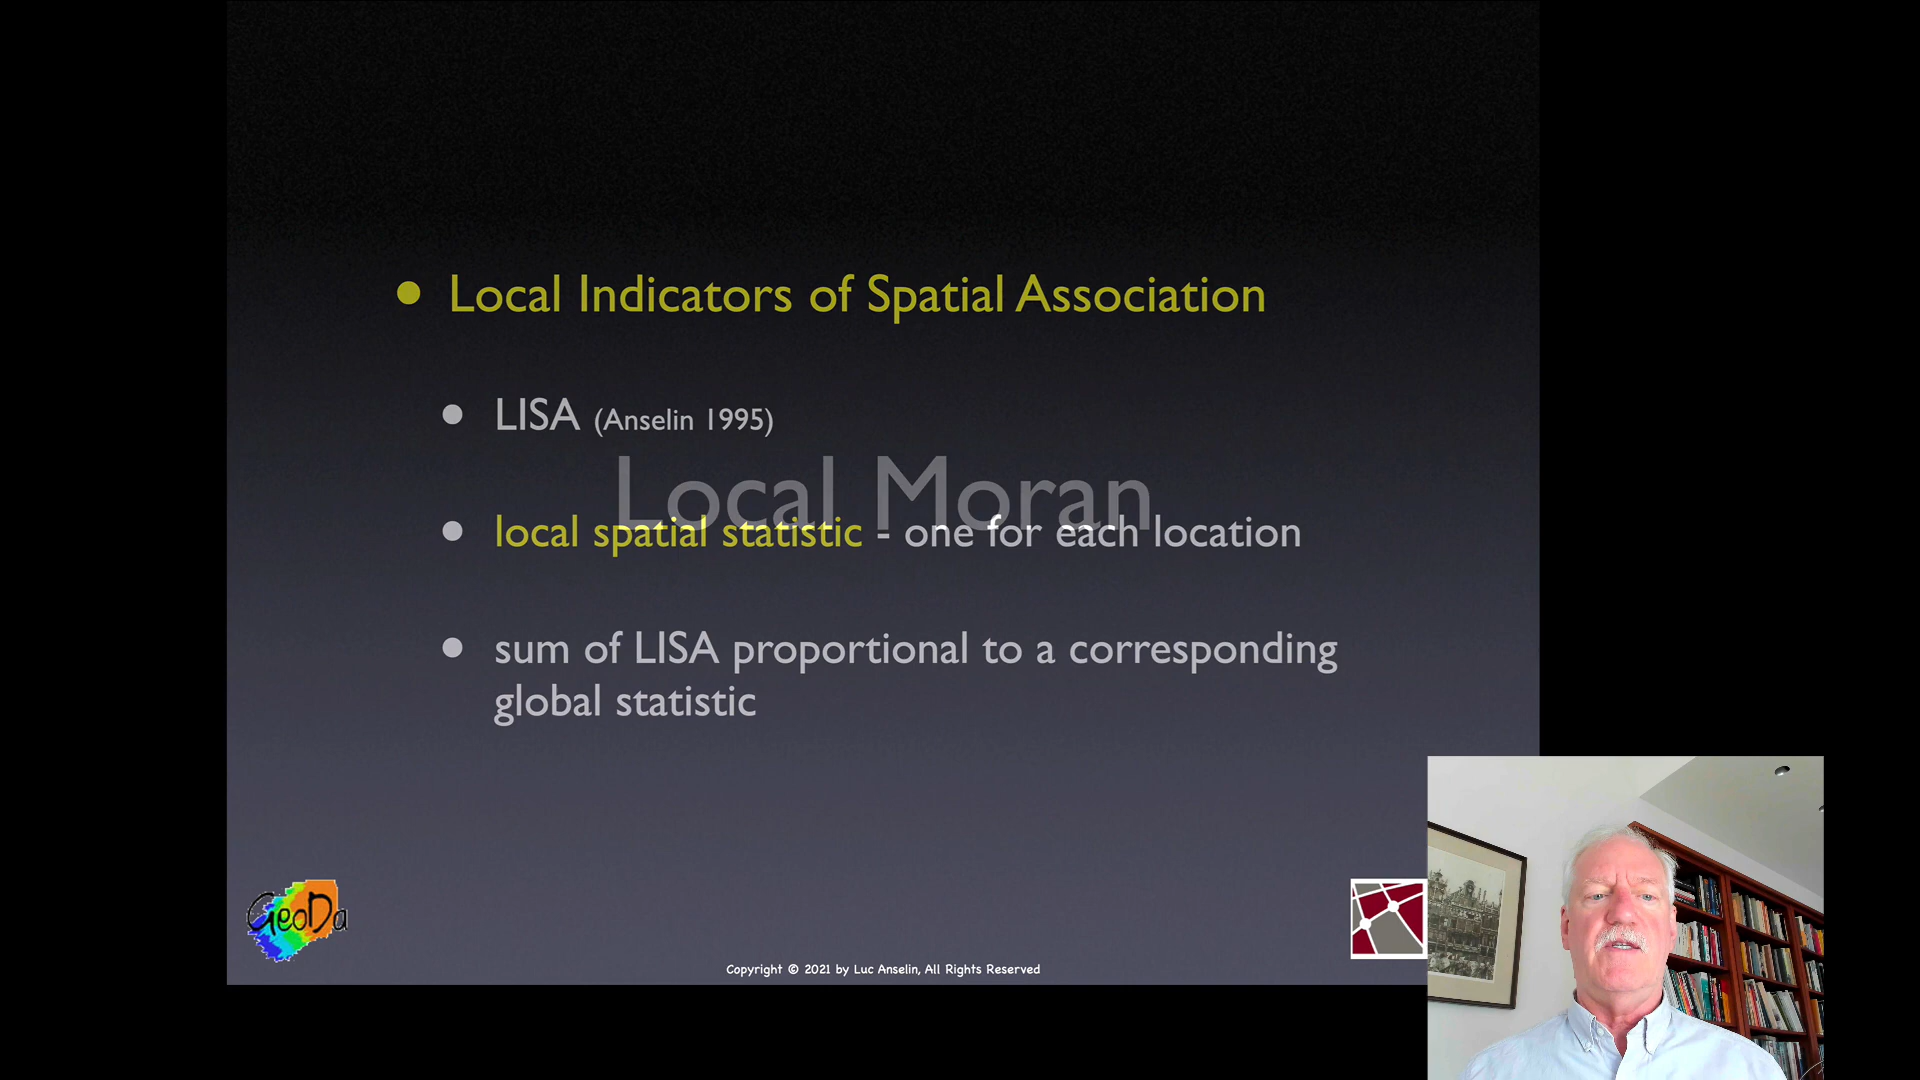 Local Indicators of Spatial Association
LISA (Anselin 1995)
Local Moran
local spatial statistic - one for each location
sum of LISA proportional to a corresponding
global statistic
GeoDa
Copyright © 2021 by Luc Anselin, All Rights Reserved